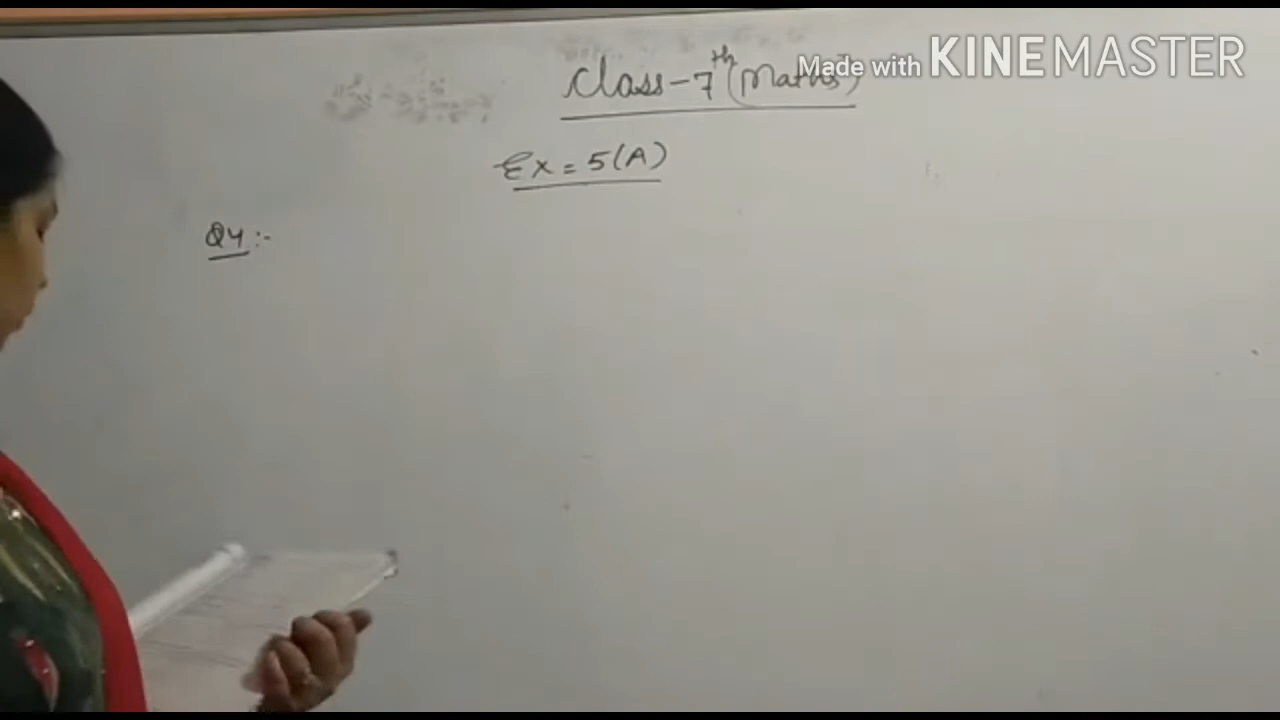 Made with KINEMASTER
Class-7th (Maths)
Ex = 5(A)
Q4:-